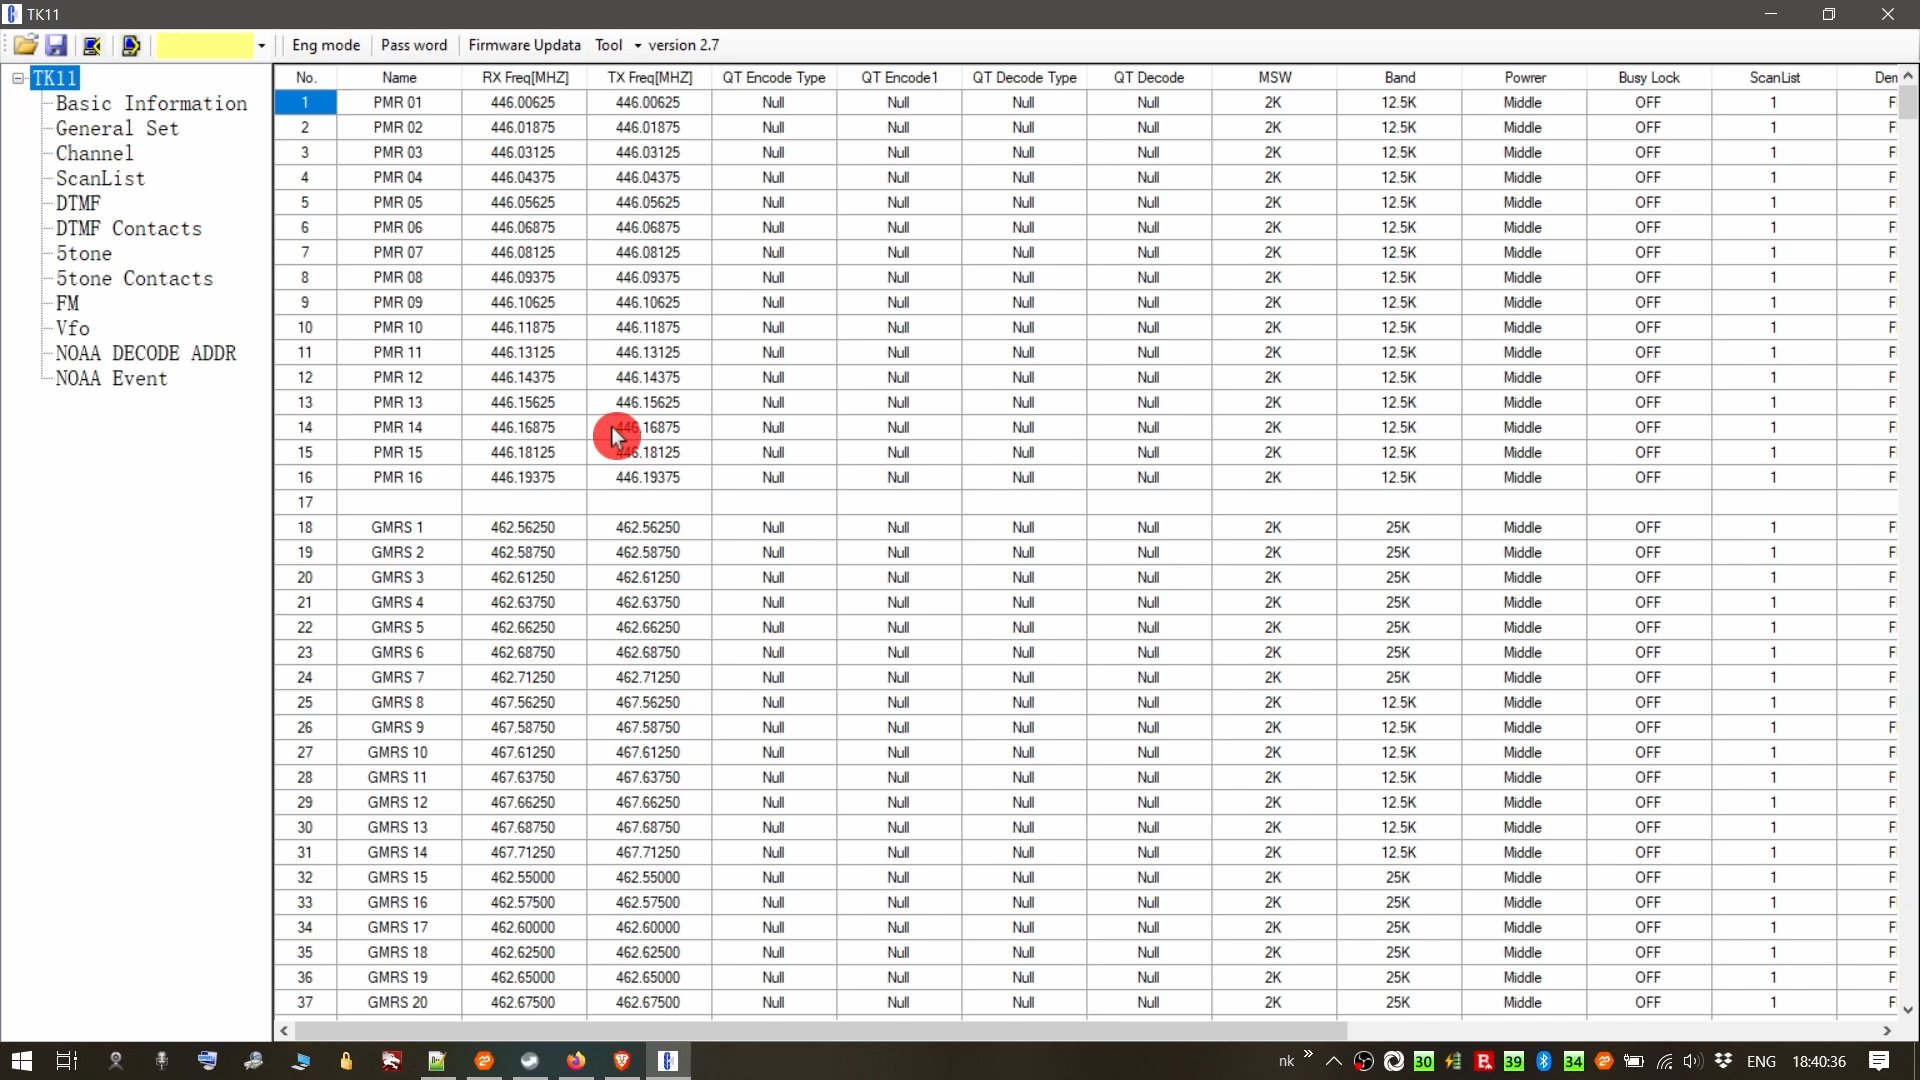 TK11
Eng mode Pass word Firmware Updata Tool version 2.7
TK11
Basic Information
General Set
Channel
ScanList
DTMF
DTMF Contacts
5tone
5tone Contacts
FM
Vfo
NOAA DECODE ADDR
NOAA Event
No. Name RX Freq[MHZ] TX Freq[MHZ] QT Encode Type QT Encode1 QT Decode Type QT Decode MSW Band Powrer Busy Lock ScanList
1 PMR 01 446.00625 446.00625 Null Null Null Null 2K 12.5K Middle OFF 1
2 PMR 02 446.01875 446.01875 Null Null Null Null 2K 12.5K Middle OFF 1
3 PMR 03 446.03125 446.03125 Null Null Null Null 2K 12.5K Middle OFF 1
4 PMR 04 446.04375 446.04375 Null Null Null Null 2K 12.5K Middle OFF 1
5 PMR 05 446.05625 446.05625 Null Null Null Null 2K 12.5K Middle OFF 1
6 PMR 06 446.06875 446.06875 Null Null Null Null 2K 12.5K Middle OFF 1
7 PMR 07 446.08125 446.08125 Null Null Null Null 2K 12.5K Middle OFF 1
8 PMR 08 446.09375 446.09375 Null Null Null Null 2K 12.5K Middle OFF 1
9 PMR 09 446.10625 446.10625 Null Null Null Null 2K 12.5K Middle OFF 1
10 PMR 10 446.11875 446.11875 Null Null Null Null 2K 12.5K Middle OFF 1
11 PMR 11 446.13125 446.13125 Null Null Null Null 2K 12.5K Middle OFF 1
12 PMR 12 446.14375 446.14375 Null Null Null Null 2K 12.5K Middle OFF 1
13 PMR 13 446.15625 446.15625 Null Null Null Null 2K 12.5K Middle OFF 1
14 PMR 14 446.16875 446.16875 Null Null Null Null 2K 12.5K Middle OFF 1
15 PMR 15 446.18125 446.18125 Null Null Null Null 2K 12.5K Middle OFF 1
16 PMR 16 446.19375 446.19375 Null Null Null Null 2K 12.5K Middle OFF 1
17
18 GMRS 1 462.56250 462.56250 Null Null Null Null 2K 25K Middle OFF 1
19 GMRS 2 462.58750 462.58750 Null Null Null Null 2K 25K Middle OFF 1
20 GMRS 3 462.61250 462.61250 Null Null Null Null 2K 25K Middle OFF 1
21 GMRS 4 462.63750 462.63750 Null Null Null Null 2K 25K Middle OFF 1
22 GMRS 5 462.66250 462.66250 Null Null Null Null 2K 25K Middle OFF 1
23 GMRS 6 462.68750 462.68750 Null Null Null Null 2K 25K Middle OFF 1
24 GMRS 7 462.71250 462.71250 Null Null Null Null 2K 25K Middle OFF 1
25 GMRS 8 467.56250 467.56250 Null Null Null Null 2K 12.5K Middle OFF 1
26 GMRS 9 467.58750 467.58750 Null Null Null Null 2K 12.5K Middle OFF 1
27 GMRS 10 467.61250 467.61250 Null Null Null Null 2K 12.5K Middle OFF 1
28 GMRS 11 467.63750 467.63750 Null Null Null Null 2K 12.5K Middle OFF 1
29 GMRS 12 467.66250 467.66250 Null Null Null Null 2K 12.5K Middle OFF 1
30 GMRS 13 467.68750 467.68750 Null Null Null Null 2K 12.5K Middle OFF 1
31 GMRS 14 467.71250 467.71250 Null Null Null Null 2K 12.5K Middle OFF 1
32 GMRS 15 462.55000 462.55000 Null Null Null Null 2K 25K Middle OFF 1
33 GMRS 16 462.57500 462.57500 Null Null Null Null 2K 25K Middle OFF 1
34 GMRS 17 462.60000 462.60000 Null Null Null Null 2K 25K Middle OFF 1
35 GMRS 18 462.62500 462.62500 Null Null Null Null 2K 25K Middle OFF 1
36 GMRS 19 462.65000 462.65000 Null Null Null Null 2K 25K Middle OFF 1
37 GMRS 20 462.67500 462.67500 Null Null Null Null 2K 25K Middle OFF 1
nk 30 39 34 ENG 18:40:36